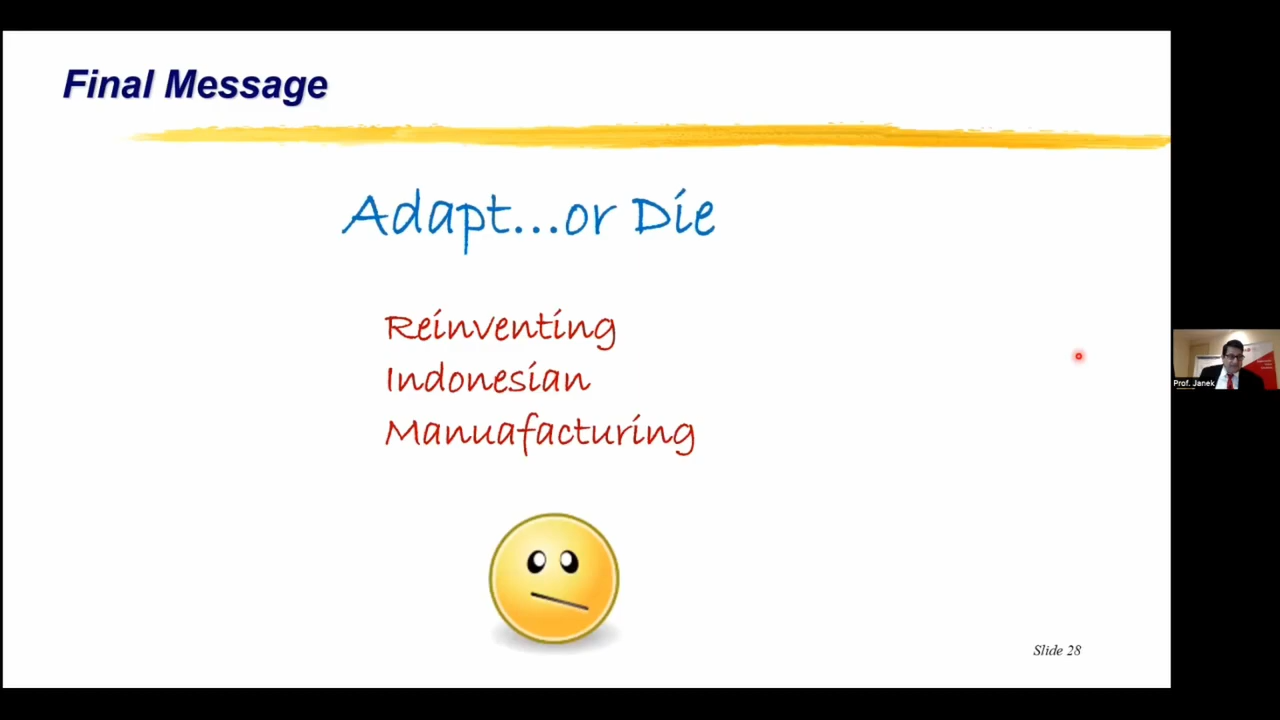 Final Message
Adapt...or Die
Reinventing
Indonesian
Manuafacturing
Prof. Janek
Slide 28